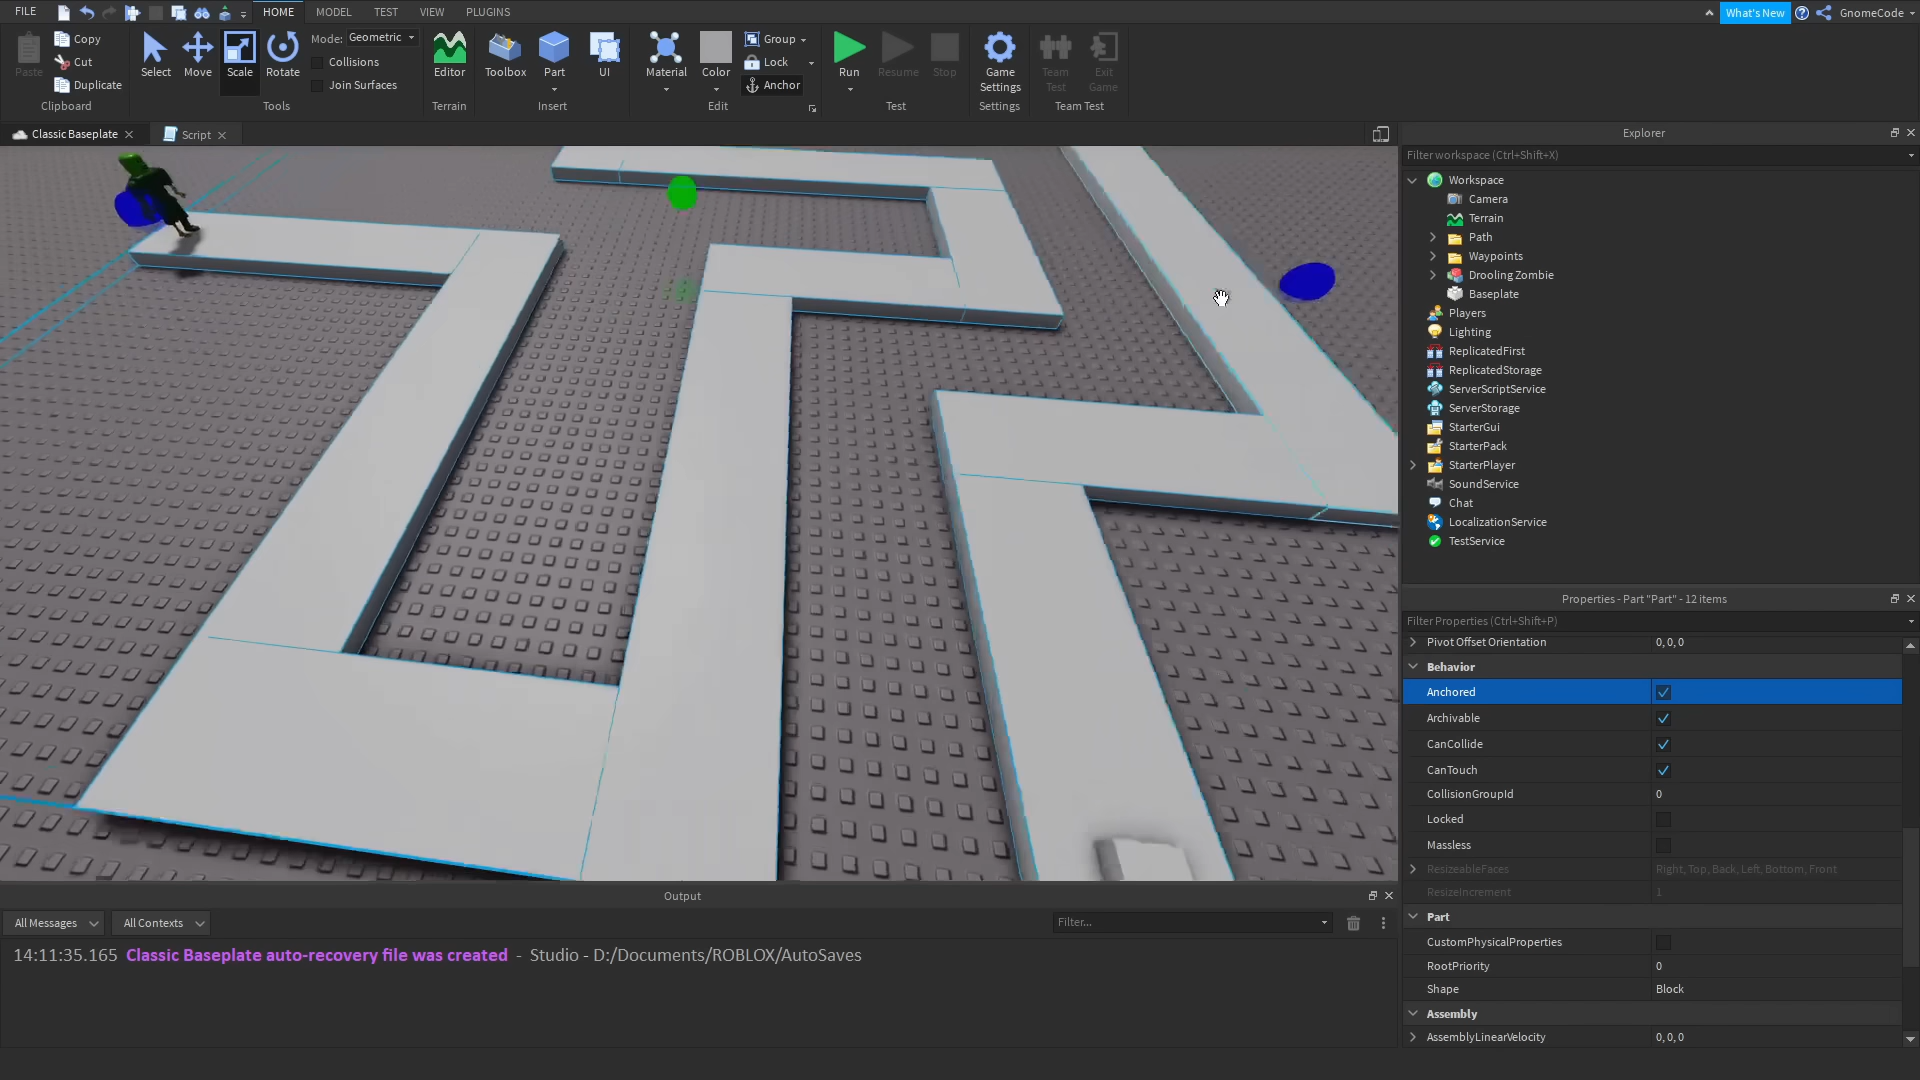 FILE HOME MODEL TEST VIEW PLUGINS What's New GnomeCode
Paste Copy Cut Duplicate Clipboard
Select Move Scale Rotate Mode: Geometric Collisions Join Surfaces Tools
Editor Terrain
Toolbox Part UI Insert
Material Color Group Lock Anchor Edit
Run Resume Stop Test
Game Settings Settings
Team Test Exit Game Team Test
Classic Baseplate Script
Explorer
Filter workspace (Ctrl+Shift+X)
Workspace
Camera
Terrain
Path
Waypoints
Drooling Zombie
Baseplate
Players
Lighting
ReplicatedFirst
ReplicatedStorage
ServerScriptService
ServerStorage
StarterGui
StarterPack
StarterPlayer
SoundService
Chat
LocalizationService
TestService
Properties - Part "Part" - 12 items
Filter Properties (Ctrl+Shift+P)
Pivot Offset Orientation 0, 0, 0
Behavior
Anchored
Archivable
CanCollide
CanTouch
CollisionGroupId 0
Locked
Massless
ResizeableFaces Right, Top, Back, Left, Bottom, Front
ResizeIncrement 1
Part
CustomPhysicalProperties
RootPriority 0
Shape Block
Assembly
AssemblyLinearVelocity 0, 0, 0
Output
All Messages All Contexts Filter...
14:11:35.165 Classic Baseplate auto-recovery file was created - Studio - D:/Documents/ROBLOX/AutoSaves